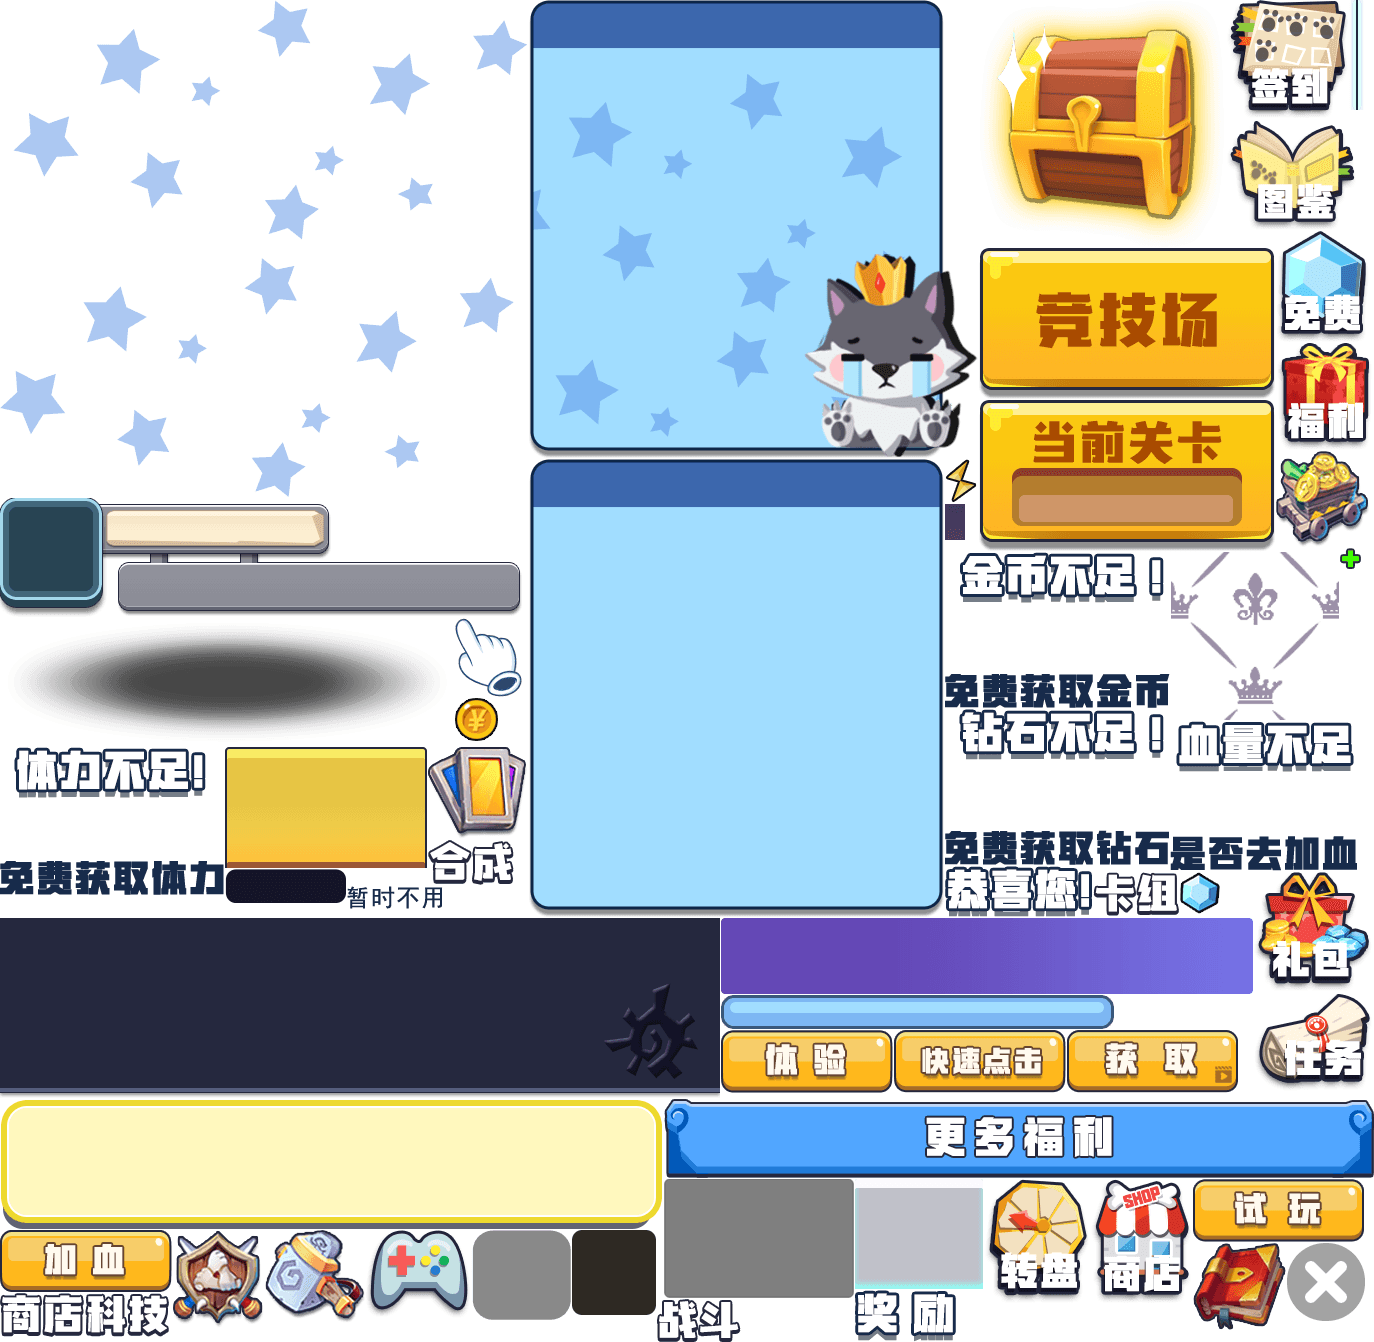 签到
图鉴
竞技场
免费
福利
当前关卡
金币不足！
免费获取金币
钻石不足！
血量不足
体力不足!
合成
免费获取体力
暂时不用
免费获取钻石
是否去加血
恭喜您!
卡组
礼包
体 验
快速点击
获 取
任务
更多福利
SHOP
试 玩
加 血
转盘
商店
商店科技
战斗
奖 励